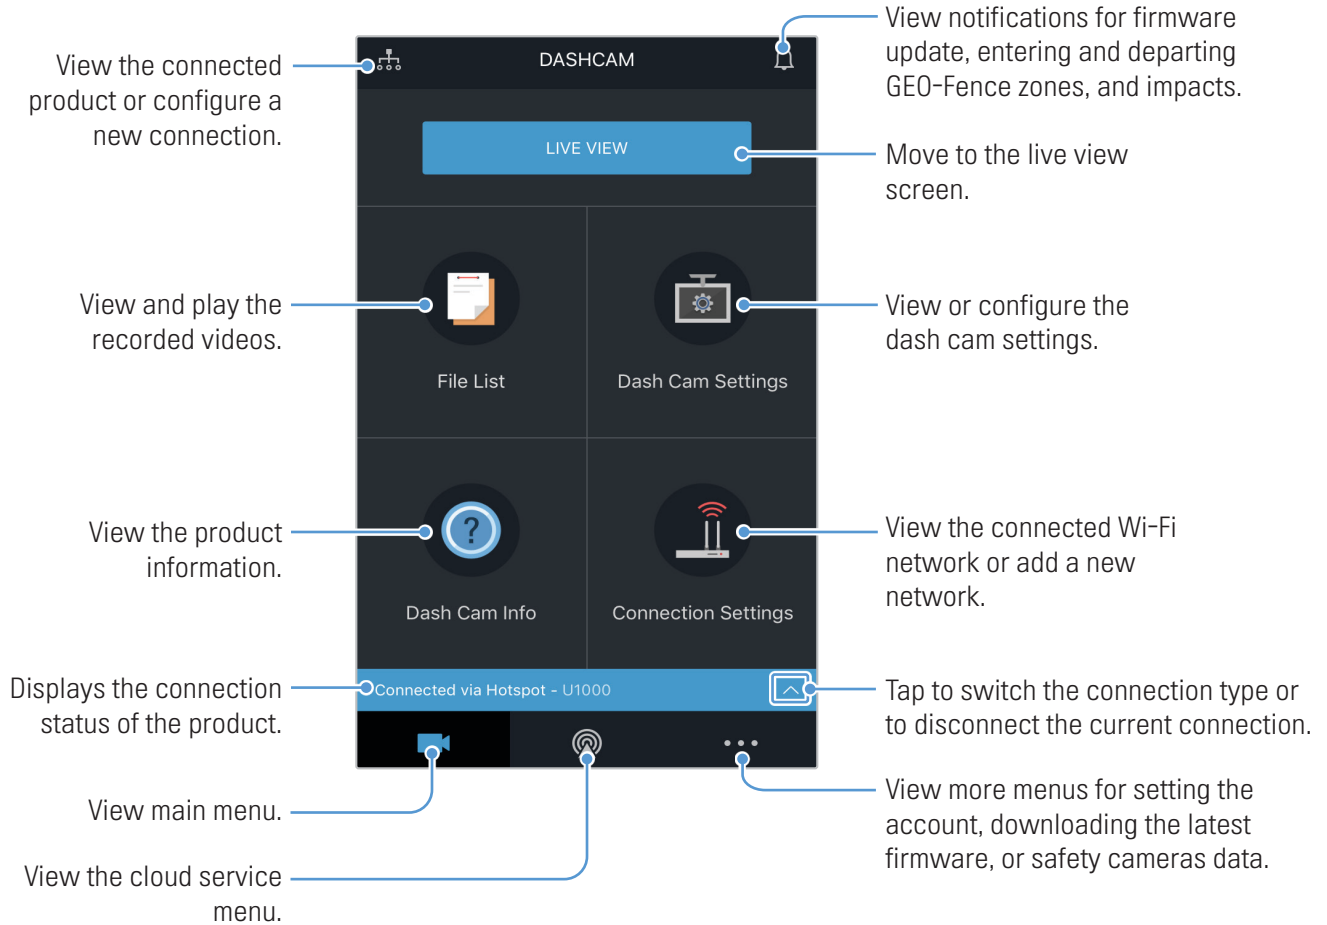 View the connected
product or configure a
new connection.
DASHCAM
View notifications for firmware
update, entering and departing
GEO-Fence zones, and impacts.
LIVE VIEW
Move to the live view
screen.
View and play the
recorded videos.
File List
Dash Cam Settings
View or configure the
dash cam settings.
View the product
information.
?
Dash Cam Info
Connection Settings
View the connected Wi-Fi
network or add a new
network.
Displays the connection
status of the product.
Connected via Hotspot - U1000
Tap to switch the connection type or
to disconnect the current connection.
View main menu.
View the cloud service
menu.
View more menus for setting the
account, downloading the latest
firmware, or safety cameras data.